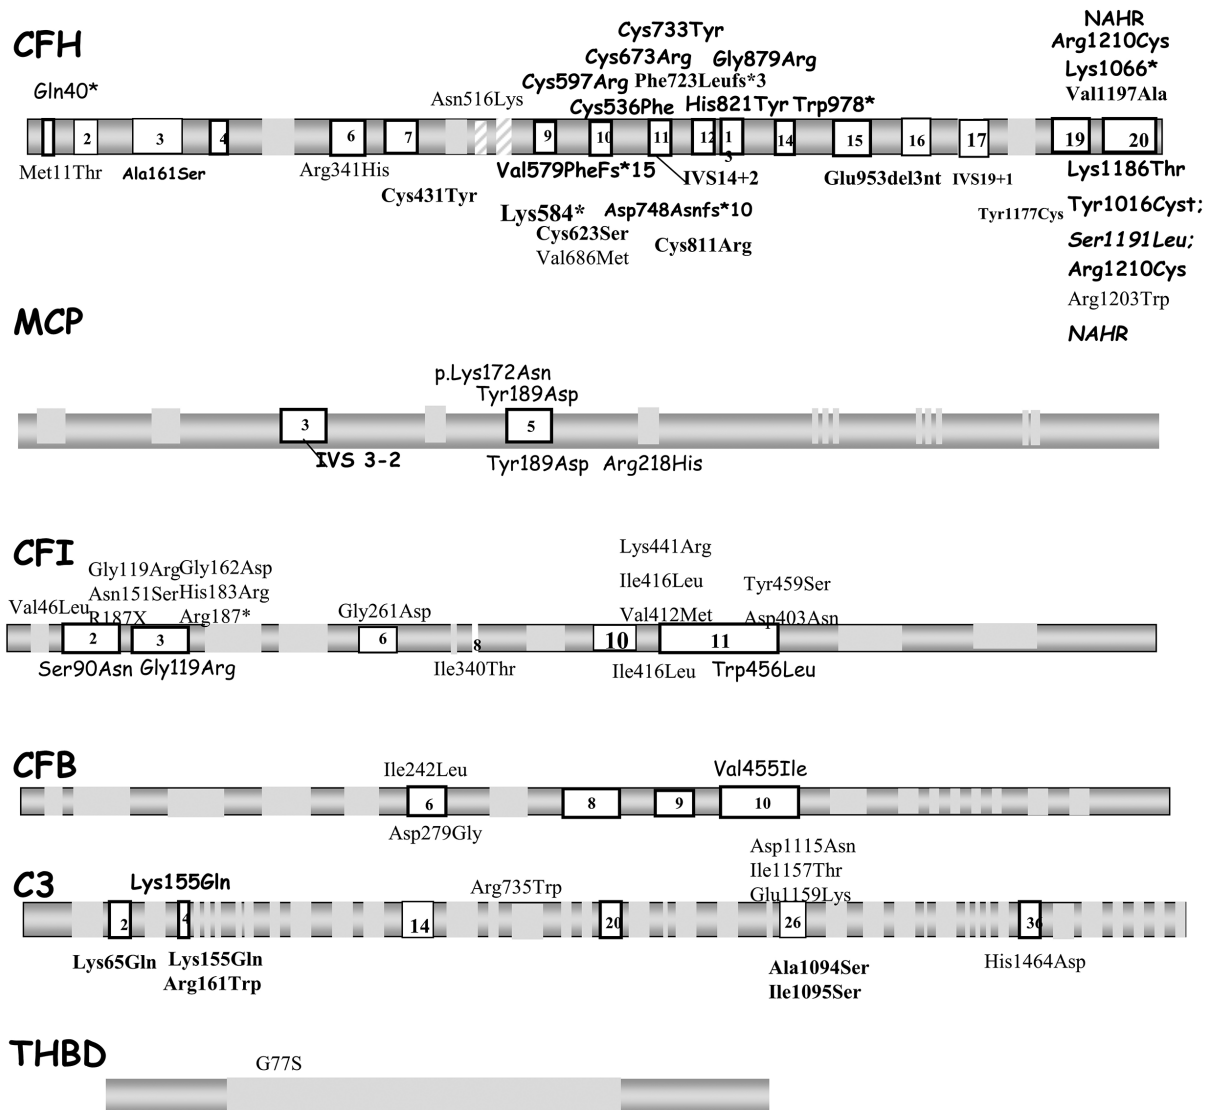 CFH
NAHR
Arg1210Cys
Lys1066*
Val1197Ala
Cys733Tyr
Cys673Arg Gly879Arg
Gln40* Asn516Lys Cys597Arg Phe723Leufs*3
Cys536Phe His821Tyr Trp978*
2 3 4 6 7 9 10 11 12 1 3 14 15 16 17 19 20
Met11Thr Ala161Ser Arg341His Val579PheFs*15 IVS14+2 Glu953del3nt IVS19+1 Lys1186Thr
Cys431Tyr Lys584* Asp748Asnfs*10 Tyr1177Cys Tyr1016Cyst;
Cys623Ser Cys811Arg Ser1191Leu;
Val686Met Arg1210Cys
Arg1203Trp
NAHR
MCP
p.Lys172Asn
Tyr189Asp
3 5
IVS 3-2 Tyr189Asp Arg218His
CFI
Lys441Arg
Gly119Arg Gly162Asp Ile416Leu Tyr459Ser
Asn151Ser His183Arg
Val46Leu R187X Arg187* Gly261Asp Val412Met Asp403Asn
2 3 6 8 10 11
Ser90Asn Gly119Arg Ile340Thr Ile416Leu Trp456Leu
CFB
Ile242Leu Val455Ile
6 8 9 10
Asp279Gly
C3
Asp1115Asn
Ile1157Thr
Lys155Gln Arg735Trp Glu1159Lys
2 4 14 20 26 36
Lys65Gln Lys155Gln Ala1094Ser His1464Asp
Arg161Trp Ile1095Ser
THBD
G77S